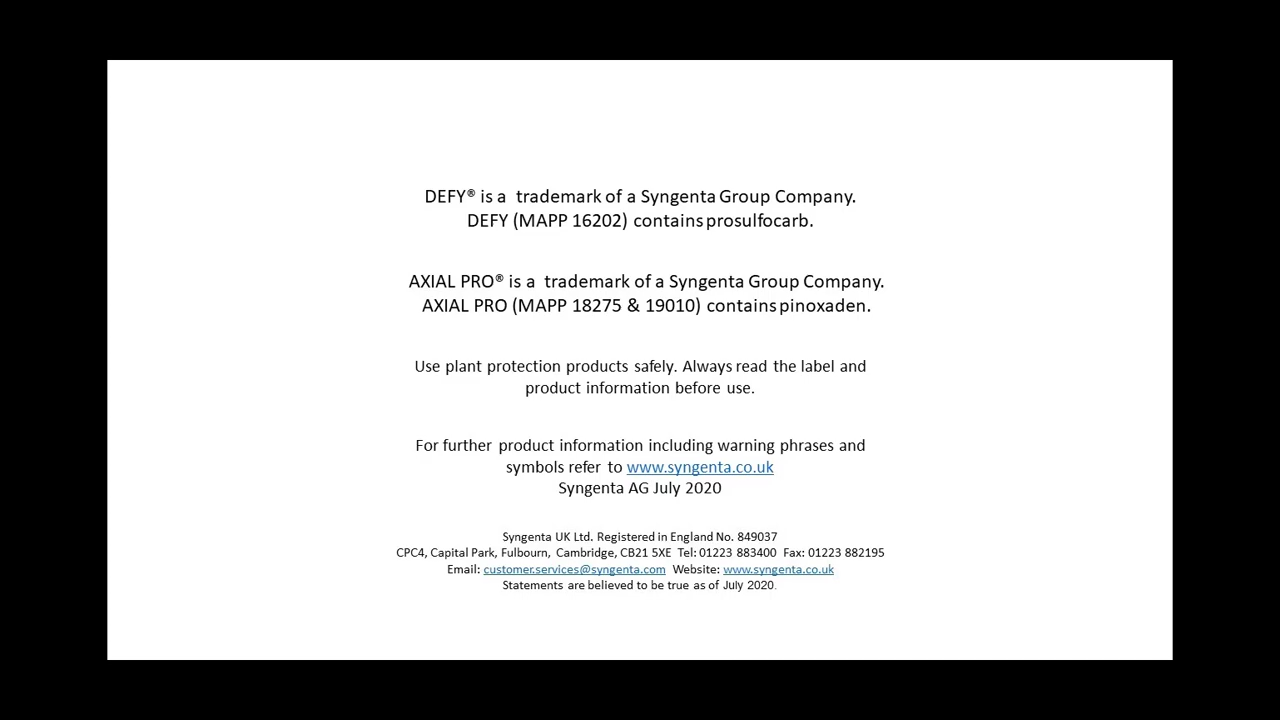 DEFY® is a trademark of a Syngenta Group Company.
DEFY (MAPP 16202) contains prosulfocarb.
AXIAL PRO® is a trademark of a Syngenta Group Company.
AXIAL PRO (MAPP 18275 & 19010) contains pinoxaden.
Use plant protection products safely. Always read the label and
product information before use.
For further product information including warning phrases and
symbols refer to www.syngenta.co.uk
Syngenta AG July 2020
Syngenta UK Ltd. Registered in England No. 849037
CPC4, Capital Park, Fulbourn, Cambridge, CB21 5XE Tel: 01223 883400 Fax: 01223 882195
Email: customer.services@syngenta.com Website: www.syngenta.co.uk
Statements are believed to be true as of July 2020.